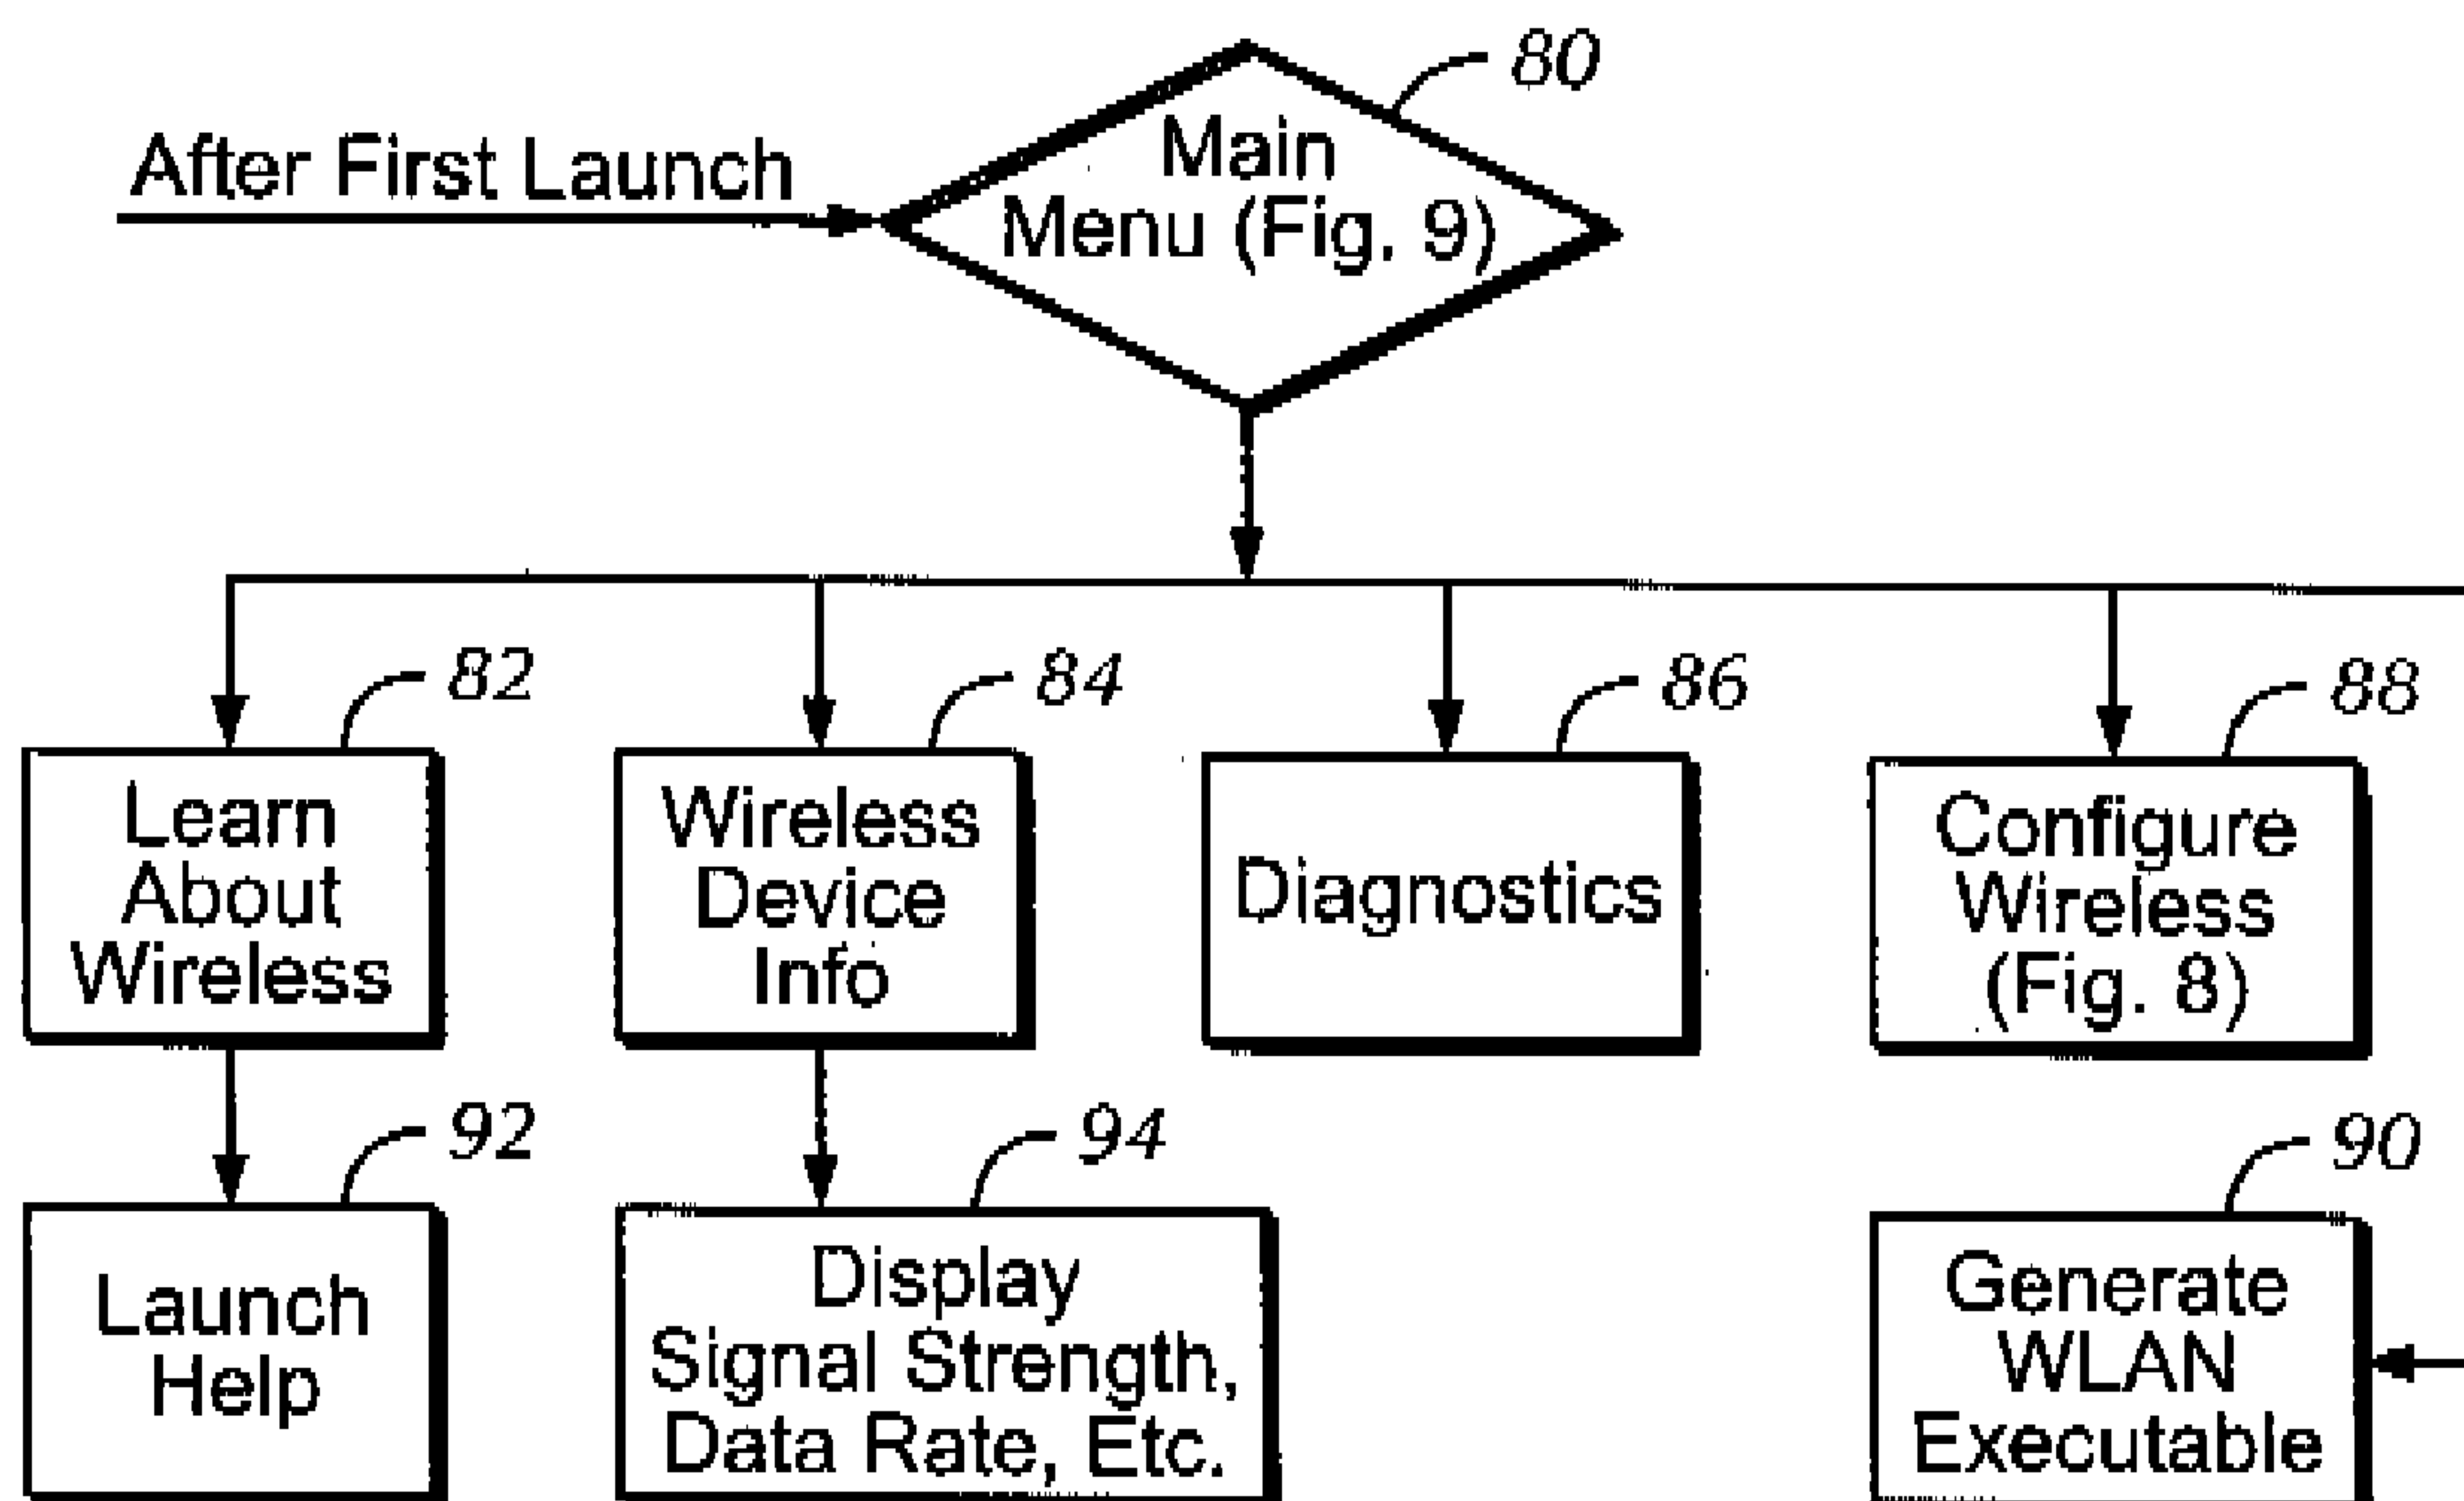 80
After First Launch
Main
Menu (Fig. 9)
82
84
86
88
Learn
About
Wireless
Wireless
Device
Info
Diagnostics
Configure
Wireless
(Fig. 8)
92
94
90
Launch
Help
Display
Signal Strength,
Data Rate, Etc.
Generate
WLAN
Executable